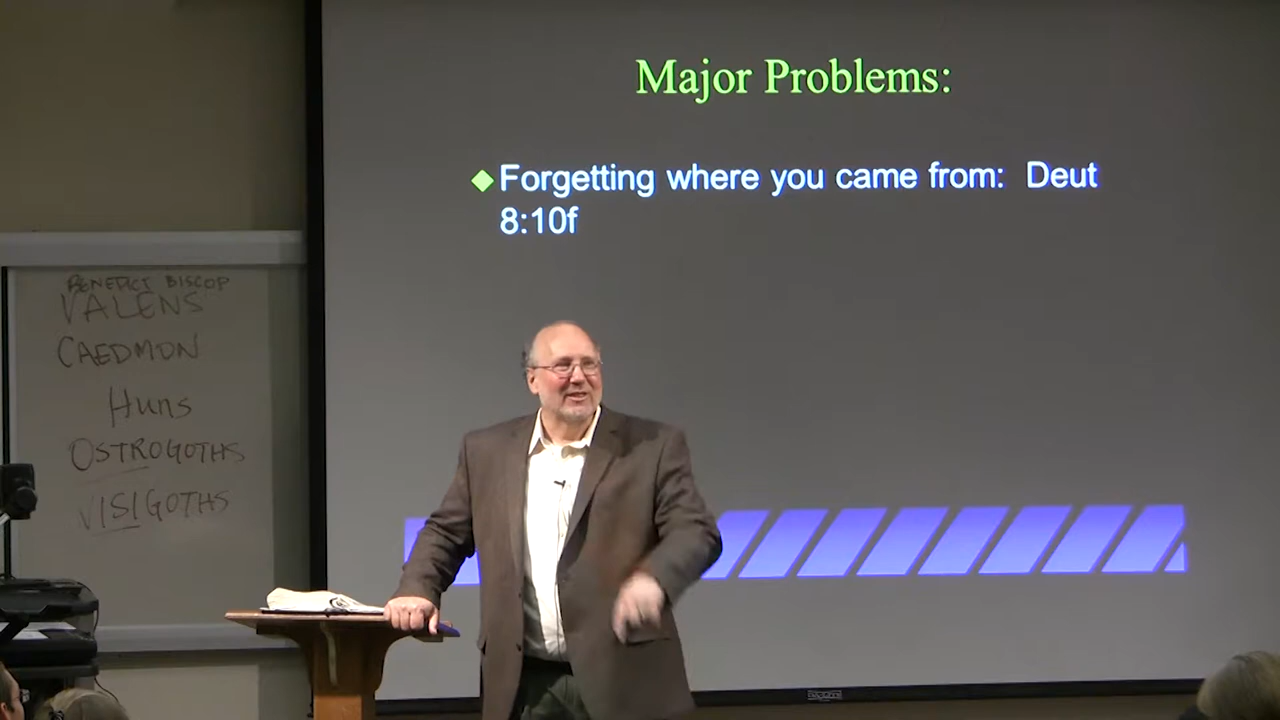 Major Problems:
Forgetting where you came from: Deut
8:10f
BENEDICT BISCOP
VALENS
CAEDMON
Huns
OSTROGOTHS
VISIGOTHS